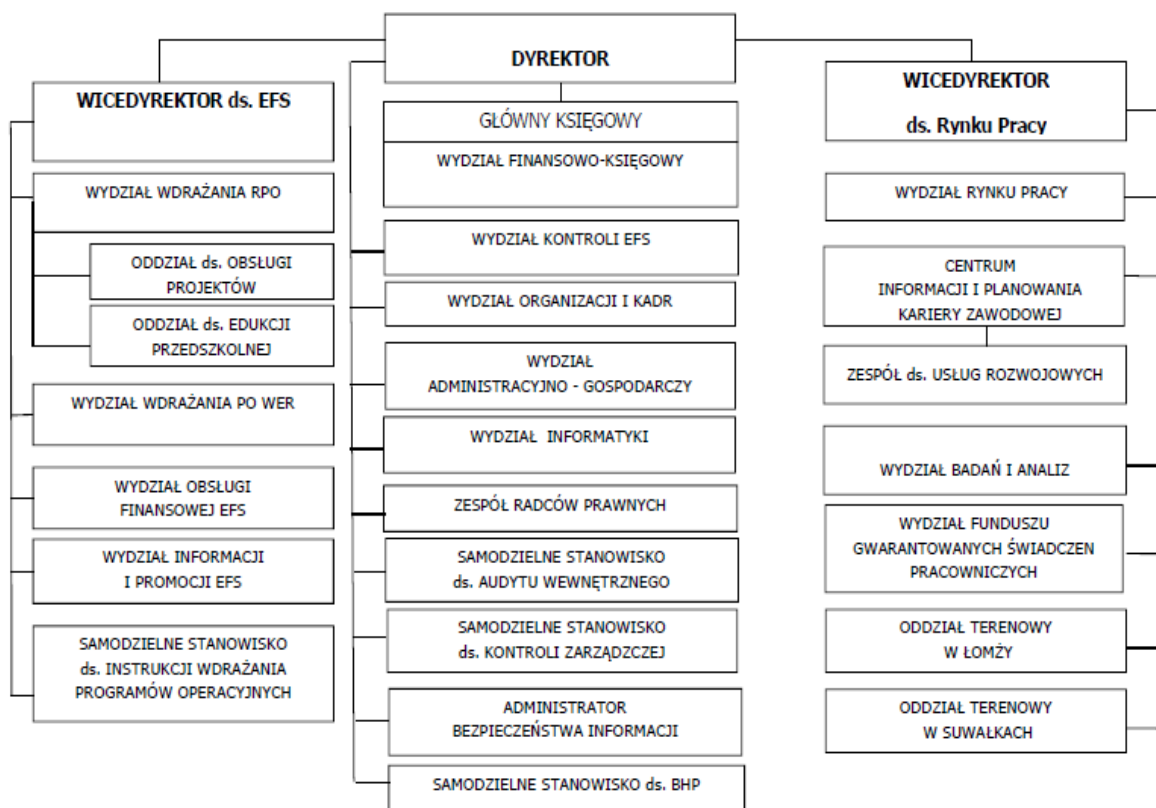 DYREKTOR
WICEDYREKTOR ds. EFS
WYDZIAŁ WDRAŻANIA RPO
ODDZIAŁ ds. OBSŁUGI
PROJEKTÓW
ODDZIAŁ ds. EDUKCJI
PRZEDSZKOLNEJ
WYDZIAŁ WDRAŻANIA PO WER
WYDZIAŁ OBSŁUGI
FINANSOWEJ EFS
WYDZIAŁ INFORMACJI
I PROMOCJI EFS
SAMODZIELNE STANOWISKO
ds. INSTRUKCJI WDRAŻANIA
PROGRAMÓW OPERACYJNYCH
GŁÓWNY KSIĘGOWY
WYDZIAŁ FINANSOWO-KSIĘGOWY
WYDZIAŁ KONTROLI EFS
WYDZIAŁ ORGANIZACJI I KADR
WYDZIAŁ
ADMINISTRACYJNO - GOSPODARCZY
WYDZIAŁ INFORMATYKI
ZESPÓŁ RADCÓW PRAWNYCH
SAMODZIELNE STANOWISKO
ds. AUDYTU WEWNĘTRZNEGO
SAMODZIELNE STANOWISKO
ds. KONTROLI ZARZĄDZCZEJ
ADMINISTRATOR
BEZPIECZEŃSTWA INFORMACJI
SAMODZIELNE STANOWISKO ds. BHP
WICEDYREKTOR
ds. Rynku Pracy
WYDZIAŁ RYNKU PRACY
CENTRUM
INFORMACJI I PLANOWANIA
KARIERY ZAWODOWEJ
ZESPÓŁ ds. USŁUG ROZWOJOWYCH
WYDZIAŁ BADAŃ I ANALIZ
WYDZIAŁ FUNDUSZU
GWARANTOWANYCH ŚWIADCZEN
PRACOWNICZYCH
ODDZIAŁ TERENOWY
W ŁOMŻY
ODDZIAŁ TERENOWY
W SUWAŁKACH